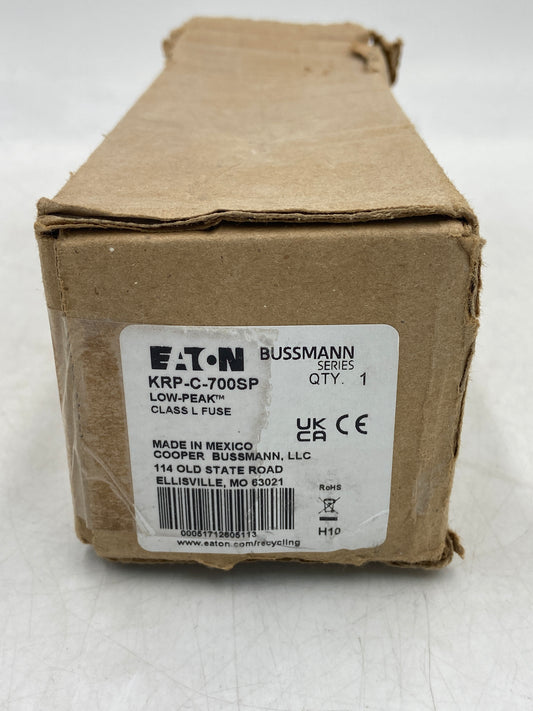 EATON BUSSMANN
SERIES
KRP-C-700SP QTY. 1
LOW-PEAK™
CLASS L FUSE
UK
CA CE
MADE IN MEXICO
COOPER BUSSMANN, LLC
114 OLD STATE ROAD
ELLISVILLE, MO 63021
RoHS
00051712605113 H10
www.eaton.com/recycling